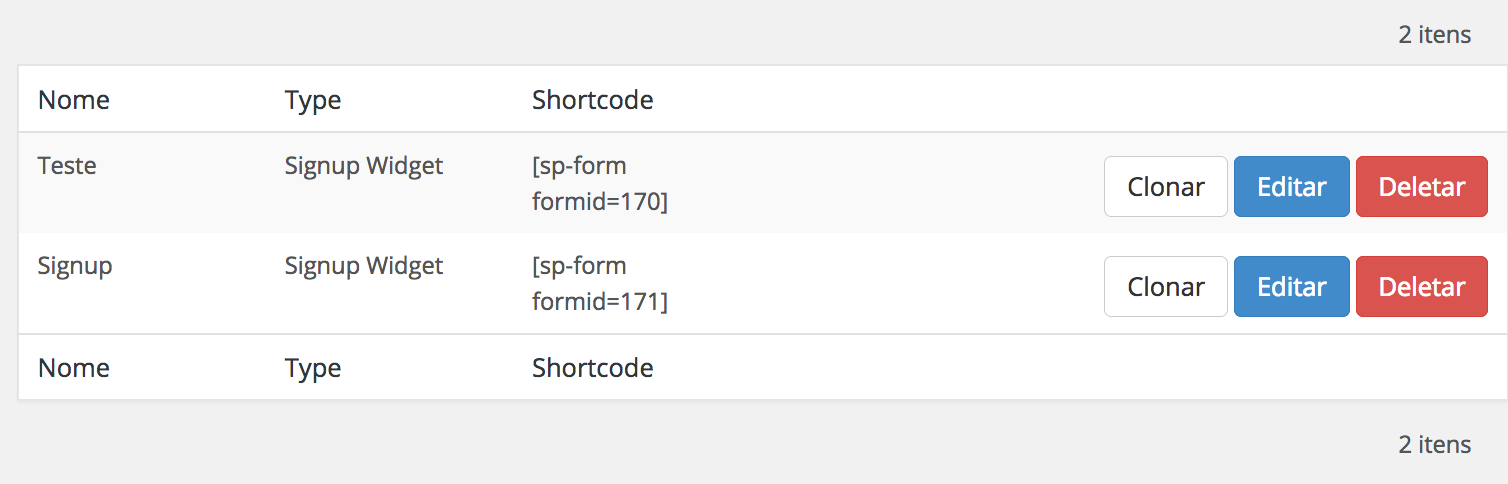 2 itens
Nome Type Shortcode
Teste Signup Widget [sp-form
formid=170]
Clonar Editar Deletar
Signup Signup Widget [sp-form
formid=171]
Clonar Editar Deletar
Nome Type Shortcode
2 itens